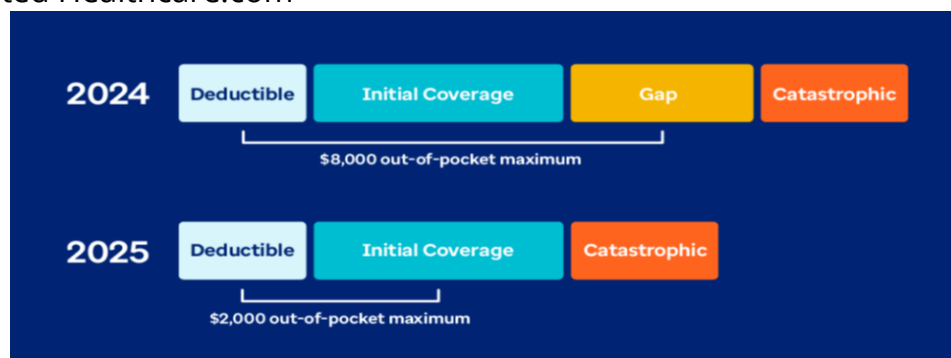 2024 Deductible Initial Coverage Gap Catastrophic
$8,000 out-of-pocket maximum
2025 Deductible Initial Coverage Catastrophic
$2,000 out-of-pocket maximum